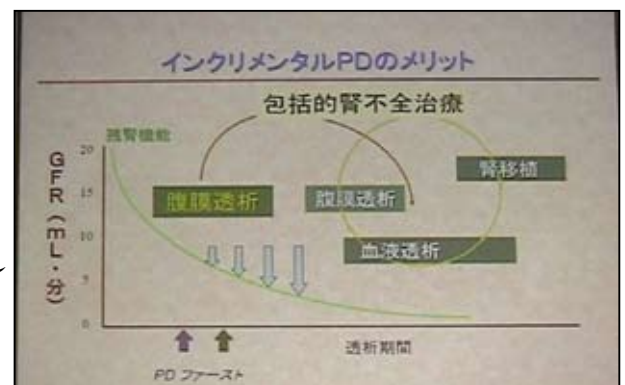 インクリメンタルPDのメリット
包括的腎不全治療
残腎機能
GFR(mL・分)
20
15
10
5
0
腹膜透析
腹膜透析
腎移植
血液透析
透析期間
PD ファースト